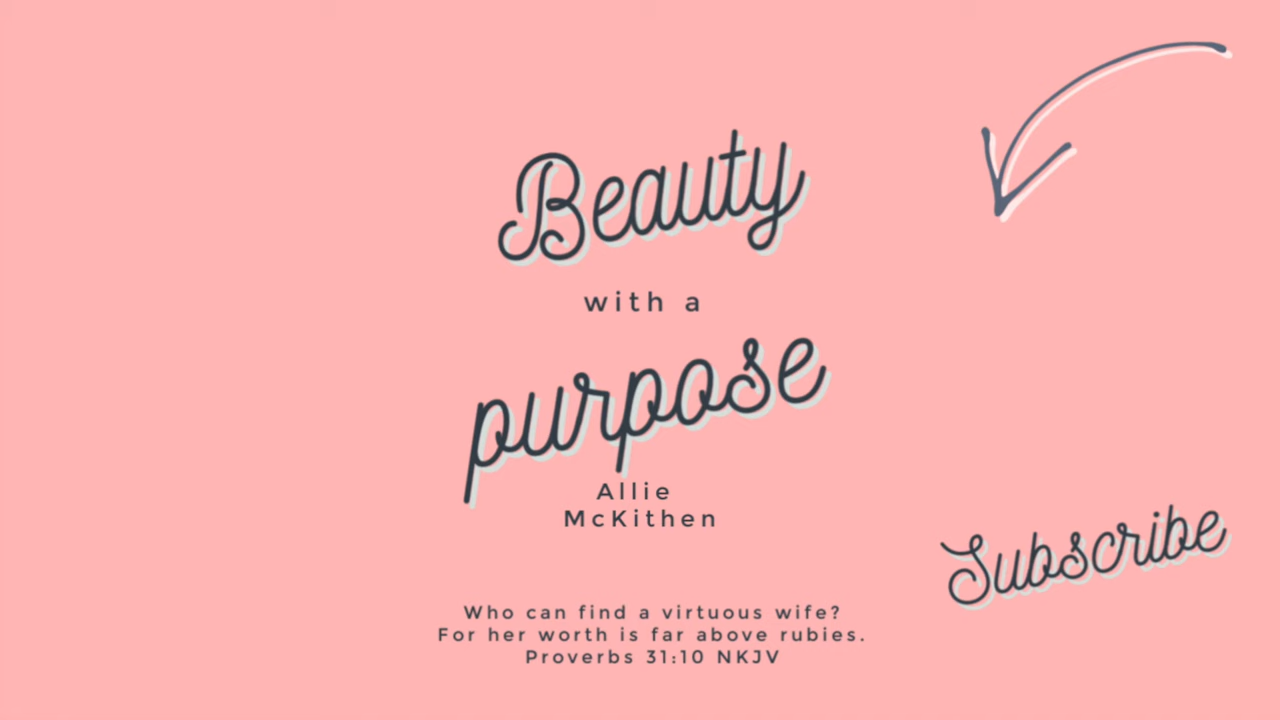 Beauty
with a
purpose
Allie
McKithen
Subscribe
Who can find a virtuous wife?
For her worth is far above rubies.
Proverbs 31:10 NKJV